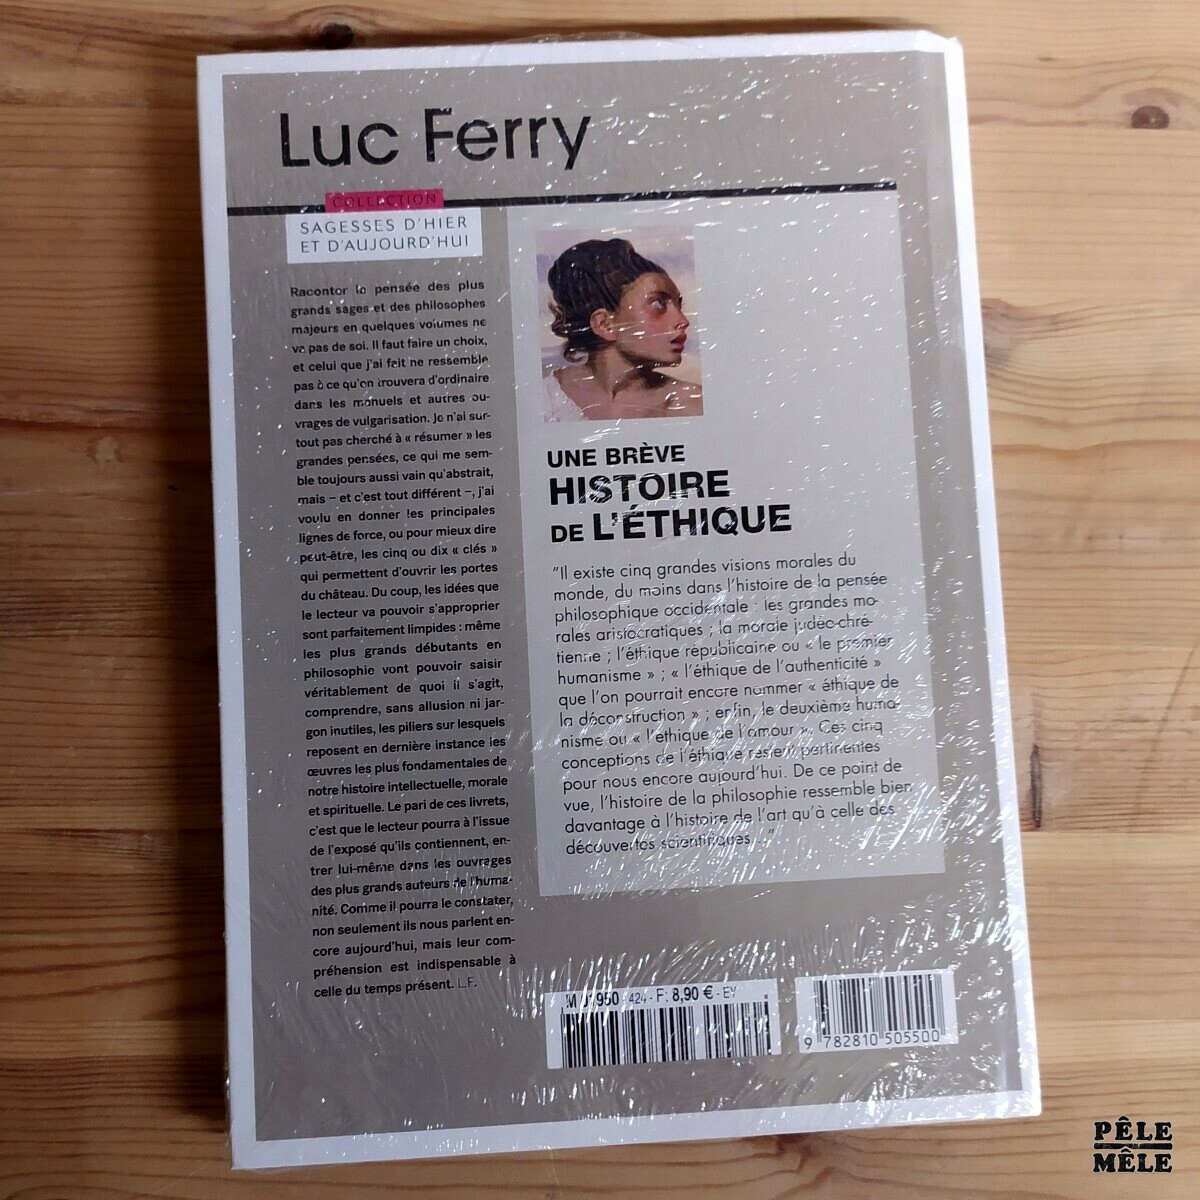 Luc Ferry
COLLECTION
SAGESSES D'HIER
ET D'AUJOURD'HUI
Raconter la pensée des plus
grands sages et des philosophes
majeurs en quelques volumes ne
va pas de soi. Il faut faire un choix,
et celui que j'ai fait ne ressemble
pas à ce qu'on trouvera d'ordinaire
dans les manuels et autres ou-
vrages de vulgarisation. Je n'ai sur-
tout pas cherché à « résumer » les
grandes pensées, ce qui me sem-
ble toujours aussi vain qu'abstrait,
mais – et c'est tout différent –, j'ai
voulu en donner les principales
lignes de force, ou pour mieux dire
peut-être, les cinq ou dix « clés »
qui permettent d'ouvrir les portes
du château. Du coup, les idées que
le lecteur va pouvoir s'approprier
sont parfaitement limpides : même
les plus grands débutants en
philosophie vont pouvoir saisir
véritablement de quoi il s'agit,
comprendre, sans allusion ni jar-
gon inutiles, les piliers sur lesquels
reposent en dernière instance les
œuvres les plus fondamentales de
notre histoire intellectuelle, morale
et spirituelle. Le pari de ces livrets,
c'est que le lecteur pourra à l'issue
de l'exposé qu'ils contiennent, en-
trer lui-même dans les ouvrages
des plus grands auteurs de l'huma-
nité. Comme il pourra le constater,
non seulement ils nous parlent en-
core aujourd'hui, mais leur com-
préhension est indispensable à
celle du temps présent. L.F.
UNE BRÈVE
HISTOIRE
DE L'ÉTHIQUE
"Il existe cinq grandes visions morales du
monde, du moins dans l'histoire de la pensée
philosophique occidentale : les grandes mo-
rales aristocratiques ; la morale judéo-chré-
tienne ; l'éthique républicaine ou « le premier
humanisme » ; « l'éthique de l'authenticité »
que l'on pourrait encore nommer « éthique de
la déconstruction » ; enfin, le deuxième huma-
nisme ou « l'éthique de l'amour ». Ces cinq
conceptions de l'éthique restent pertinentes
pour nous encore aujourd'hui. De ce point de
vue, l'histoire de la philosophie ressemble bien
davantage à l'histoire de l'art qu'à celle des
découvertes scientifiques..."
424 - F: 8,90 € -
9 782810 505500
PÊLE
MÊLE